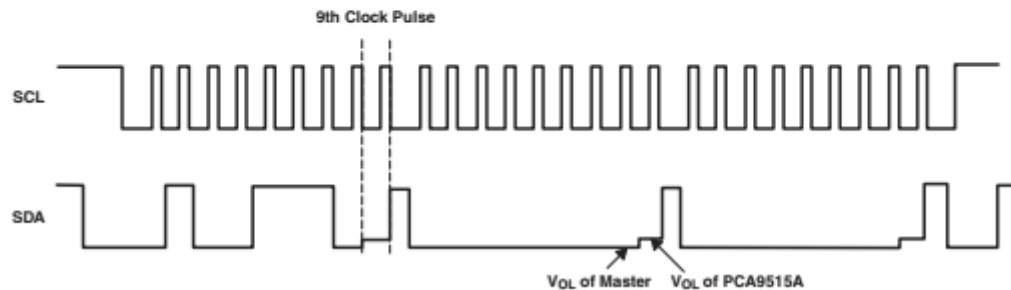 9th Clock Pulse
SCL
SDA
VOL of Master VOL of PCA9515A